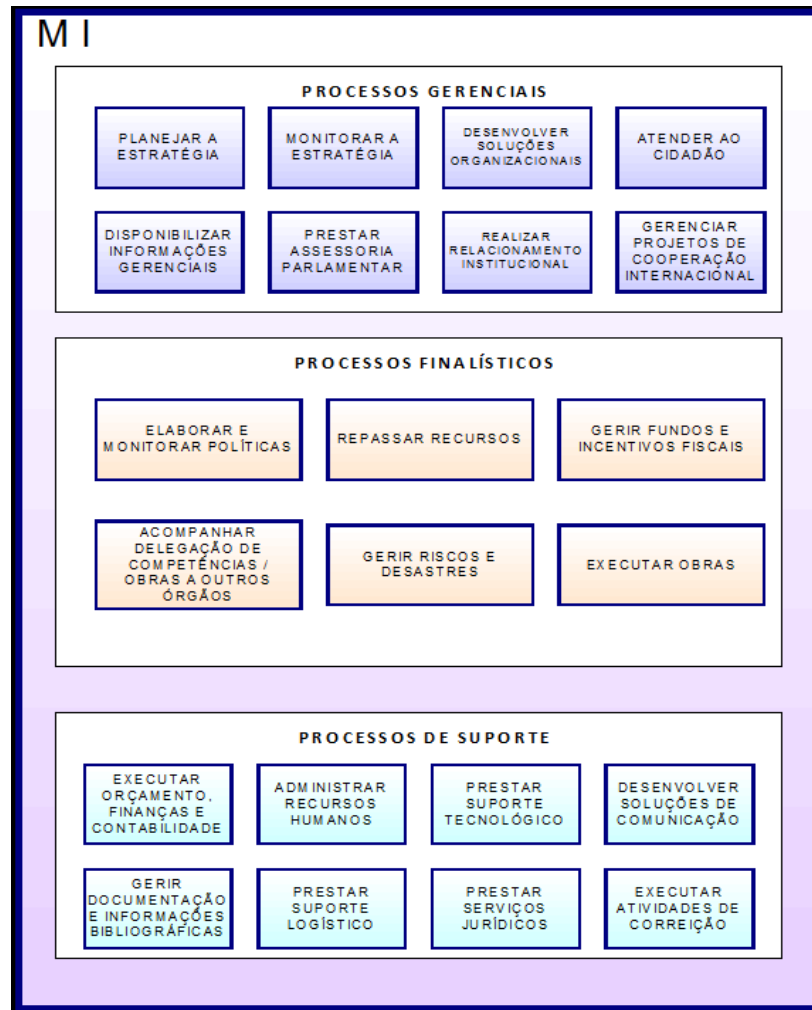 M I
PROCESSOS GERENCIAIS
PLANEJAR A
ESTRATÉGIA
MONITORAR A
ESTRATÉGIA
DESENVOLVER
SOLUÇÕES
ORGANIZACIONAIS
ATENDER AO
CIDADÃO
DISPONIBILIZAR
INFORMAÇÕES
GERENCIAIS
PRESTAR
ASSESSORIA
PARLAMENTAR
REALIZAR
RELACIONAMENTO
INSTITUCIONAL
GERENCIAR
PROJETOS DE
COOPERAÇÃO
INTERNACIONAL
PROCESSOS FINALÍSTICOS
ELABORAR E
MONITORAR POLÍTICAS
REPASSAR RECURSOS
GERIR FUNDOS E
INCENTIVOS FISCAIS
ACOMPANHAR
DELEGAÇÃO DE
COMPETÊNCIAS /
OBRAS A OUTROS
ÓRGÃOS
GERIR RISCOS E
DESASTRES
EXECUTAR OBRAS
PROCESSOS DE SUPORTE
EXECUTAR
ORÇAMENTO,
FINANÇAS E
CONTABILIDADE
ADMINISTRAR
RECURSOS
HUMANOS
PRESTAR
SUPORTE
TECNOLÓGICO
DESENVOLVER
SOLUÇÕES DE
COMUNICAÇÃO
GERIR
DOCUMENTAÇÃO
E INFORMAÇÕES
BIBLIOGRÁFICAS
PRESTAR
SUPORTE
LOGÍSTICO
PRESTAR
SERVIÇOS
JURÍDICOS
EXECUTAR
ATIVIDADES DE
CORREIÇÃO